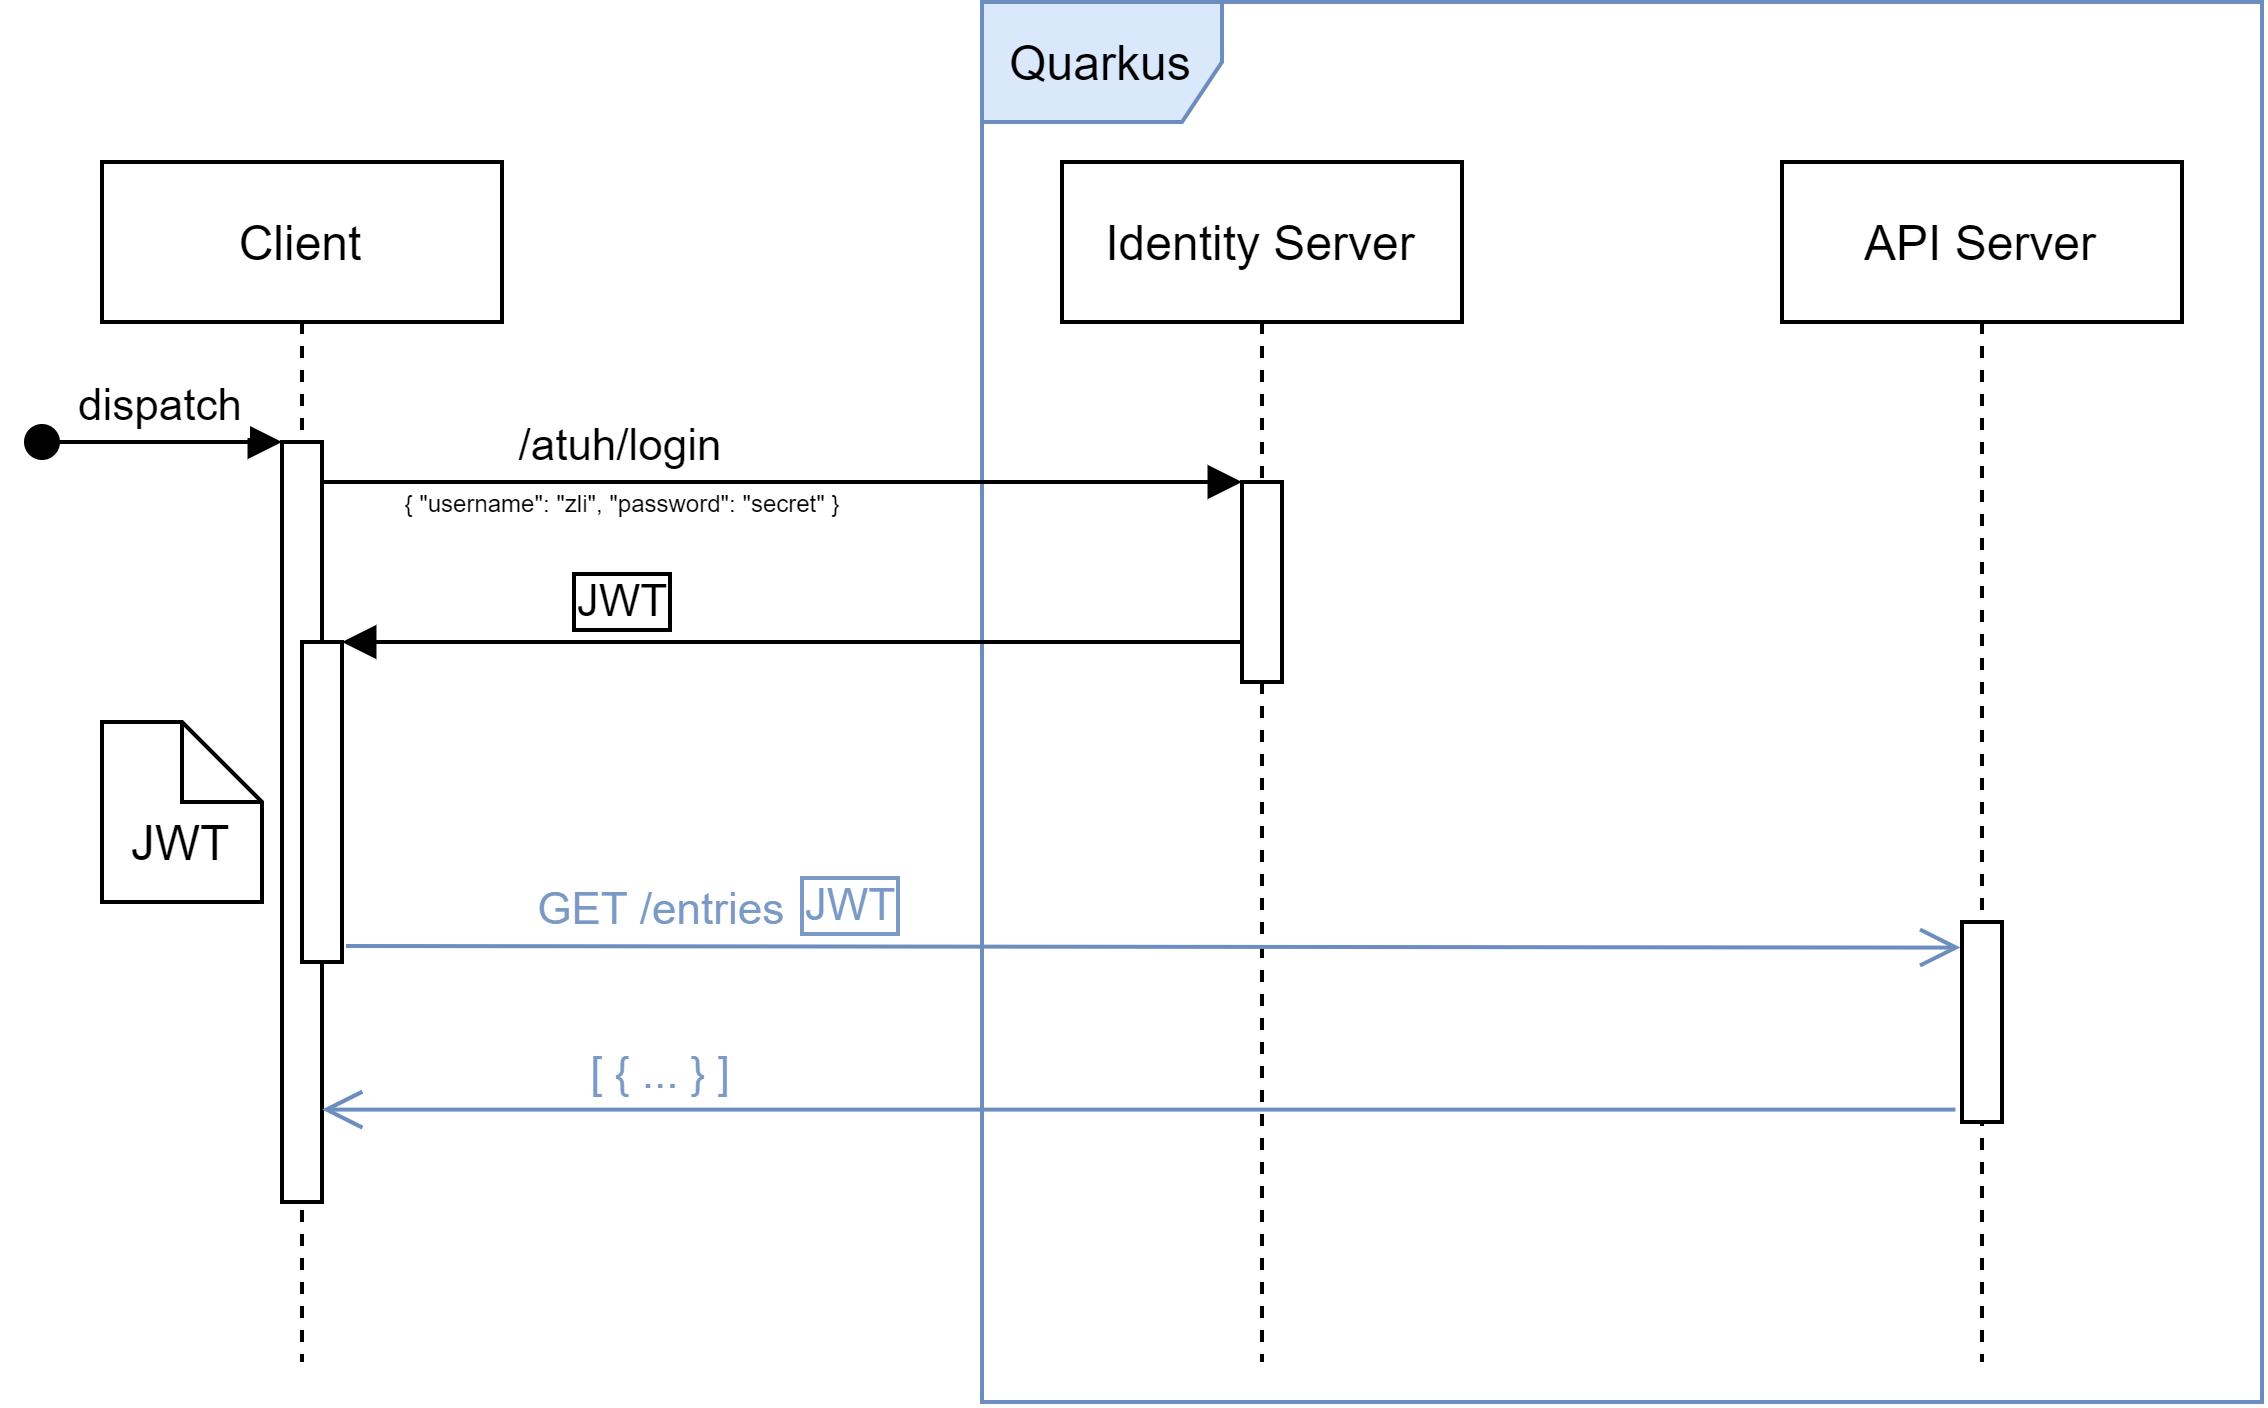 Quarkus
Client
Identity Server
API Server
dispatch
/atuh/login
{ "username": "zli", "password": "secret" }
JWT
JWT
GET /entries JWT
[ { ... } ]